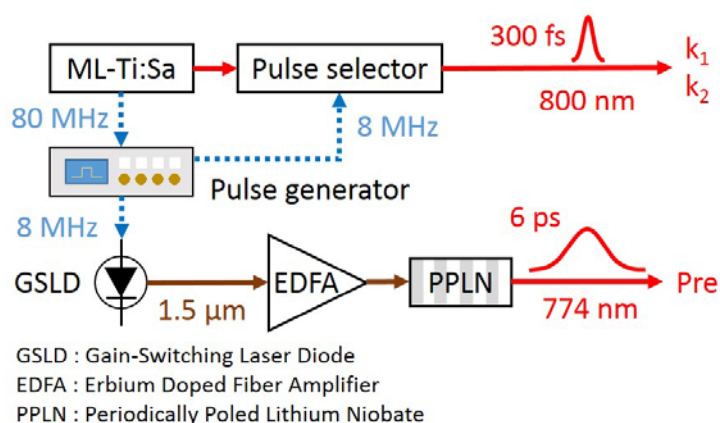 300 fs
ML-Ti:Sa
Pulse selector
k1
k2
800 nm
80 MHz
8 MHz
Pulse generator
8 MHz
6 ps
GSLD
EDFA
PPLN
Pre
1.5 µm
774 nm
GSLD : Gain-Switching Laser Diode
EDFA : Erbium Doped Fiber Amplifier
PPLN : Periodically Poled Lithium Niobate